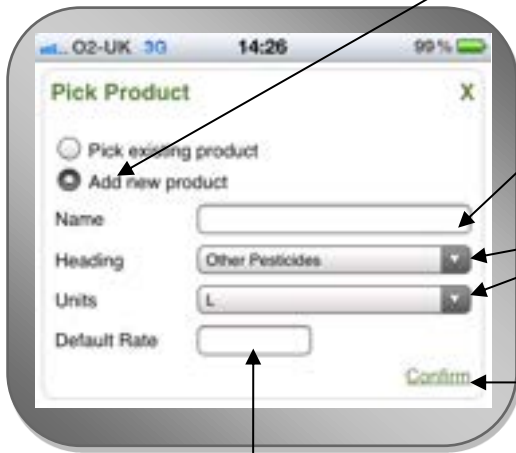 O2-UK 3G 14:26 99%
Pick Product X
Pick existing product
Add new product
Name
Heading Other Pesticides
Units L
Default Rate
Confirm